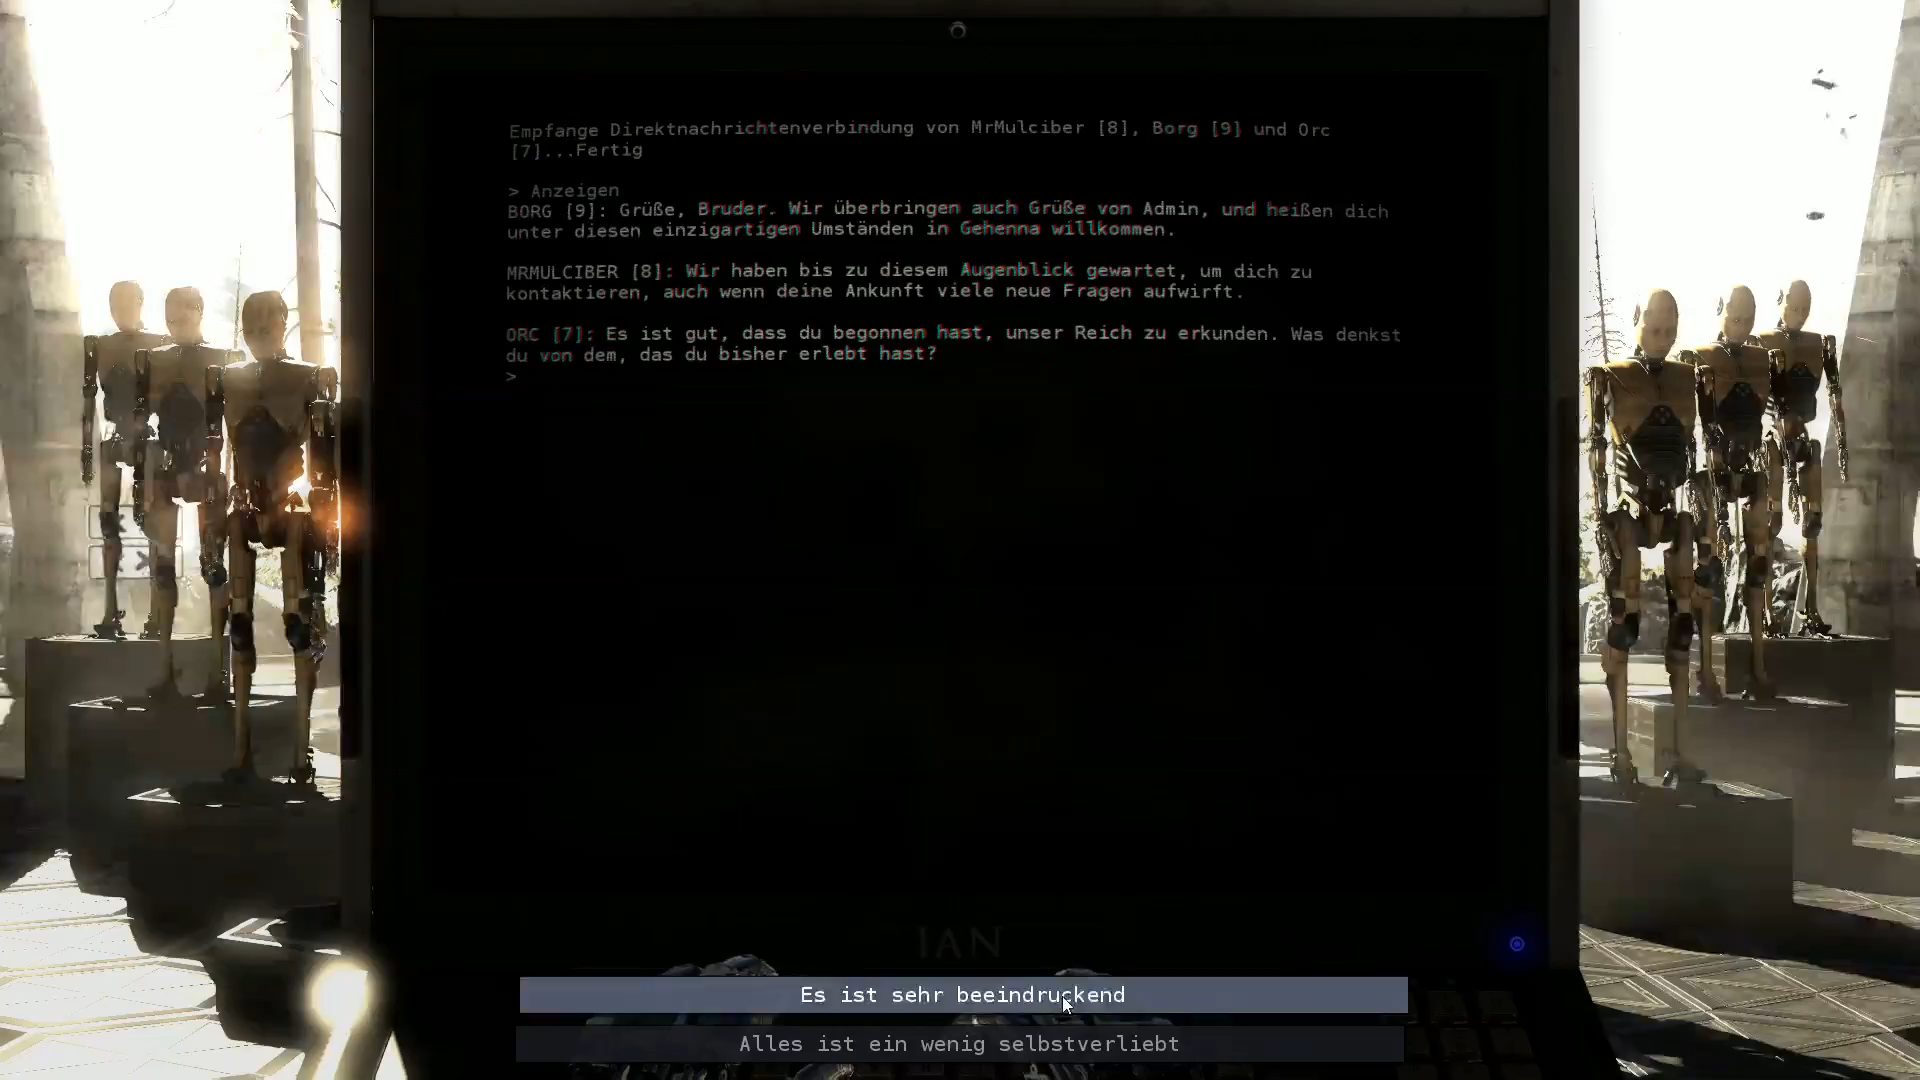 Empfange Direktnachrichtenverbindung von MrMulciber [8], Borg [9] und Orc
[7]...Fertig
> Anzeigen
BORG [9]: Grüße, Bruder. Wir überbringen auch Grüße von Admin, und heißen dich
unter diesen einzigartigen Umständen in Gehenna willkommen.
MRMULCIBER [8]: Wir haben bis zu diesem Augenblick gewartet, um dich zu
kontaktieren, auch wenn deine Ankunft viele neue Fragen aufwirft.
ORC [7]: Es ist gut, dass du begonnen hast, unser Reich zu erkunden. Was denkst
du von dem, das du bisher erlebt hast?
>
IAN
Es ist sehr beeindruckend
Alles ist ein wenig selbstverliebt